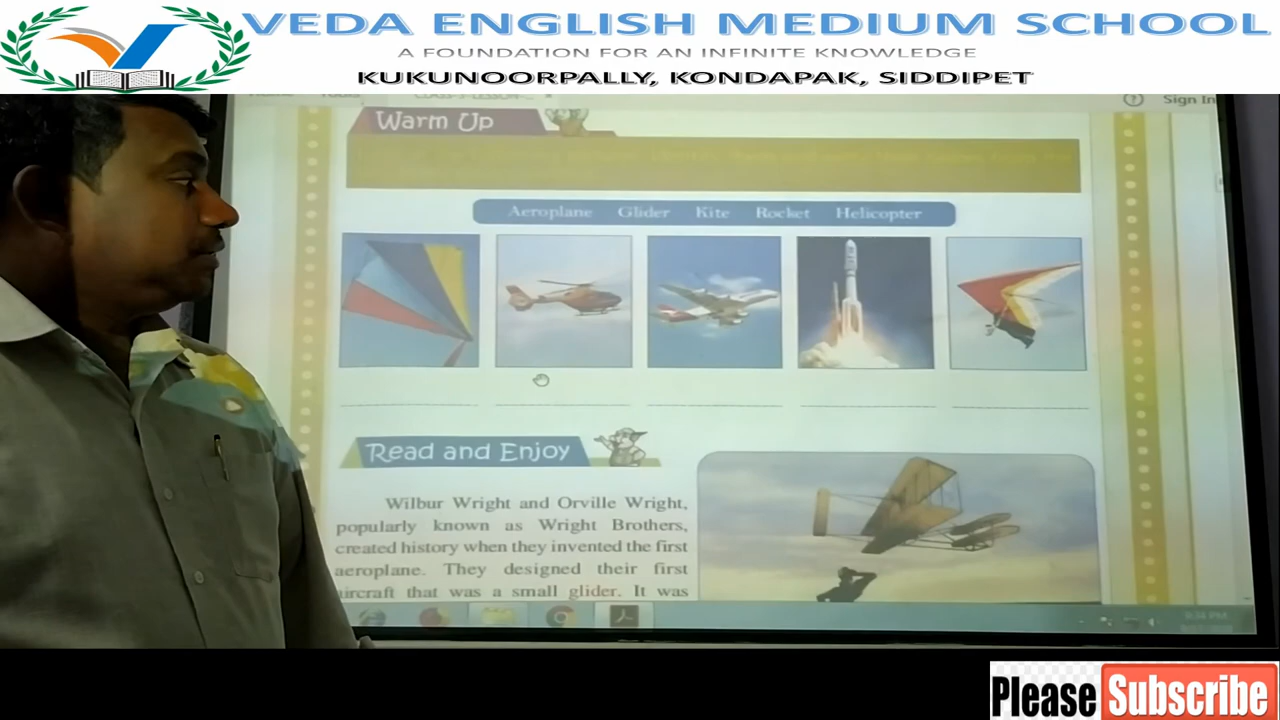 VEDA ENGLISH MEDIUM SCHOOL
A FOUNDATION FOR AN INFINITE KNOWLEDGE
KUKUNOORPALLY, KONDAPAK, SIDDIPET
Sign In
Warm Up
Aeroplane Glider Kite Rocket Helicopter
Read and Enjoy
Wilbur Wright and Orville Wright,
popularly known as Wright Brothers,
created history when they invented the first
aeroplane. They designed their first
aircraft that was a small glider. It was
Please Subscribe